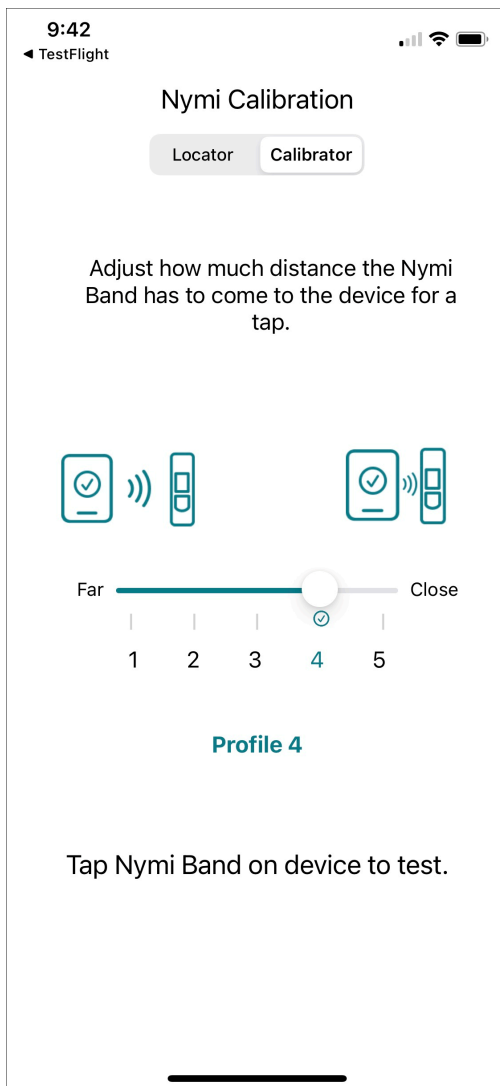 9:42
◀ TestFlight
Nymi Calibration
Locator Calibrator
Adjust how much distance the Nymi
Band has to come to the device for a
tap.
Far Close
1 2 3 4 5
Profile 4
Tap Nymi Band on device to test.